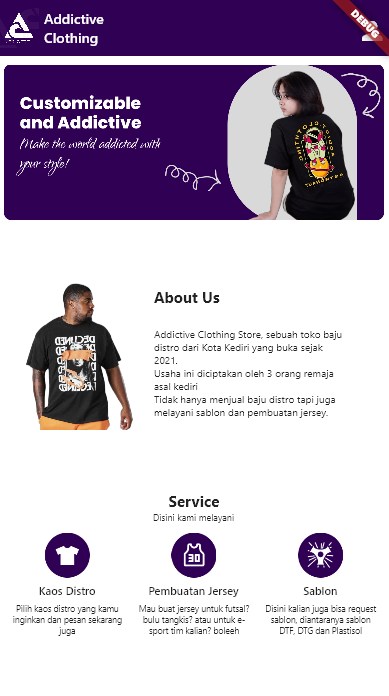 Addictive
Clothing
DEBUG
Customizable
and Addictive
Make the world addicted with
your style!
About Us
Addictive Clothing Store, sebuah toko baju
distro dari Kota Kediri yang buka sejak
2021.
Usaha ini diciptakan oleh 3 orang remaja
asal kediri
Tidak hanya menjual baju distro tapi juga
melayani sablon dan pembuatan jersey.
Service
Disini kami melayani
30
Kaos Distro
Pembuatan Jersey
Sablon
Pilih kaos distro yang kamu
inginkan dan pesan sekarang
juga
Mau buat jersey untuk futsal?
bulu tangkis? atau untuk e-
sport tim kalian? boleeh
Disini kalian juga bisa request
sablon, diantaranya sablon
DTF, DTG dan Plastisol